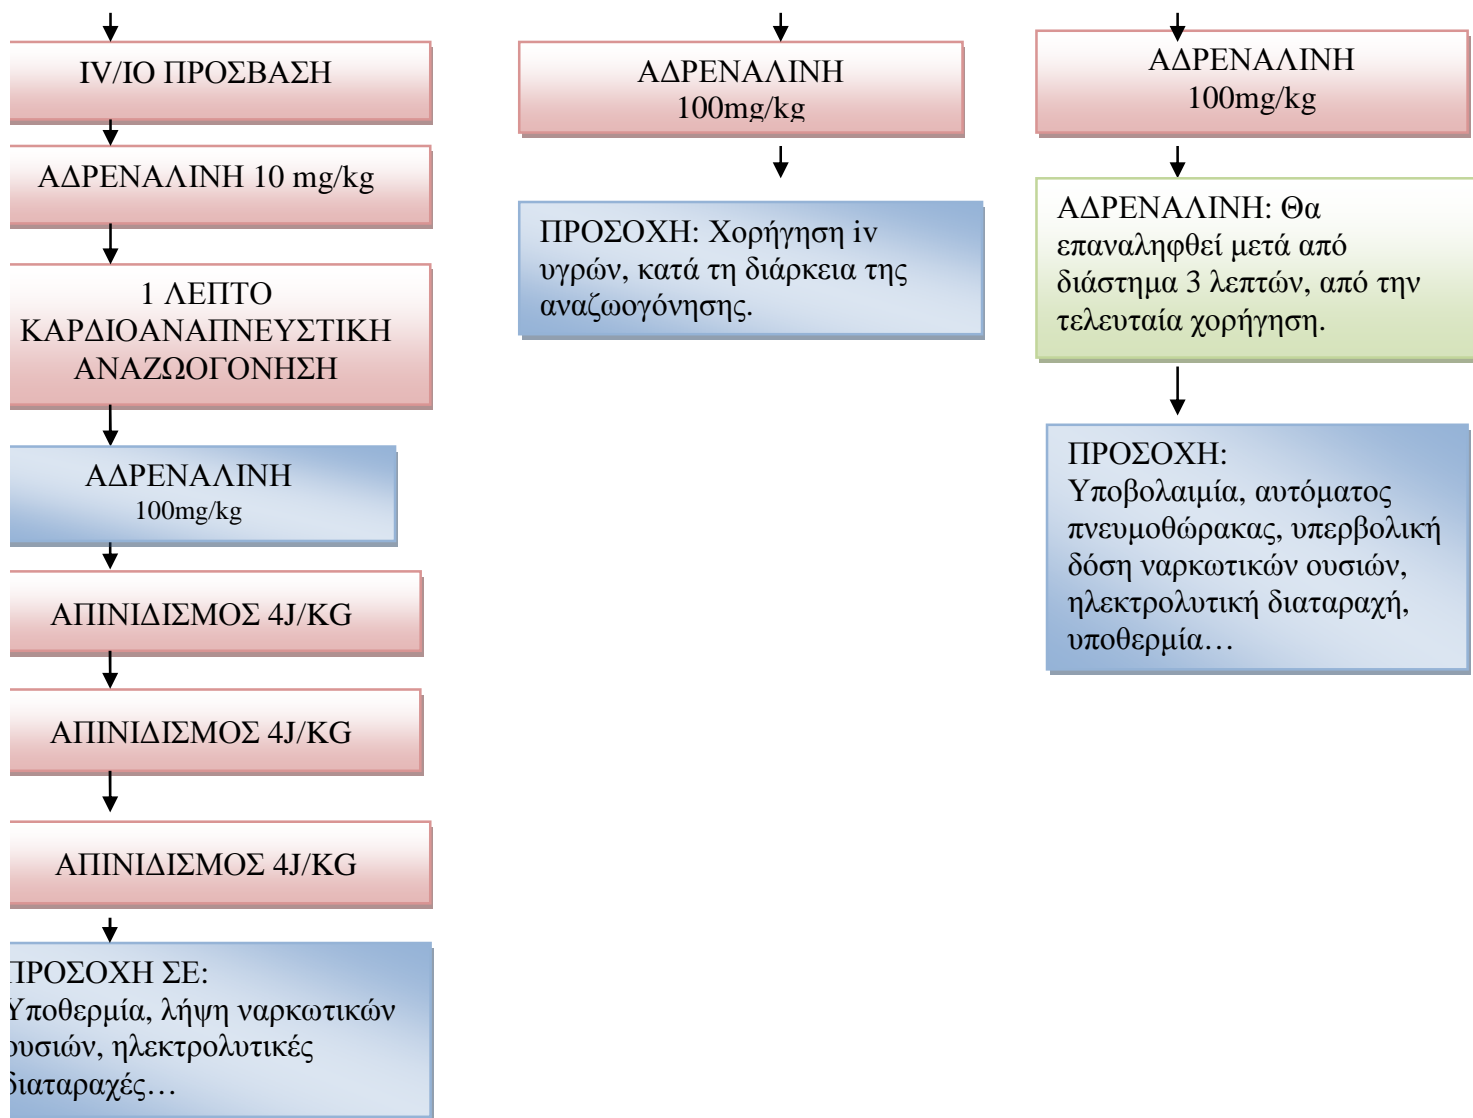 IV/IO ΠΡΟΣΒΑΣΗ
ΑΔΡΕΝΑΛΙΝΗ 10 mg/kg
1 ΛΕΠΤΟ
ΚΑΡΔΙΟΑΝΑΠΝΕΥΣΤΙΚΗ
ΑΝΑΖΩΟΓΟΝΗΣΗ
ΑΔΡΕΝΑΛΙΝΗ
100mg/kg
ΑΠΙΝΙΔΙΣΜΟΣ 4J/KG
ΑΠΙΝΙΔΙΣΜΟΣ 4J/KG
ΑΠΙΝΙΔΙΣΜΟΣ 4J/KG
ΠΡΟΣΟΧΗ ΣΕ:
Υποθερμία, λήψη ναρκωτικών
ουσιών, ηλεκτρολυτικές
διαταραχές…
ΑΔΡΕΝΑΛΙΝΗ
100mg/kg
ΠΡΟΣΟΧΗ: Χορήγηση iv
υγρών, κατά τη διάρκεια της
αναζωογόνησης.
ΑΔΡΕΝΑΛΙΝΗ
100mg/kg
ΑΔΡΕΝΑΛΙΝΗ: Θα
επαναληφθεί μετά από
διάστημα 3 λεπτών, από την
τελευταία χορήγηση.
ΠΡΟΣΟΧΗ:
Υποβολαιμία, αυτόματος
πνευμοθώρακας, υπερβολική
δόση ναρκωτικών ουσιών,
ηλεκτρολυτική διαταραχή,
υποθερμία…